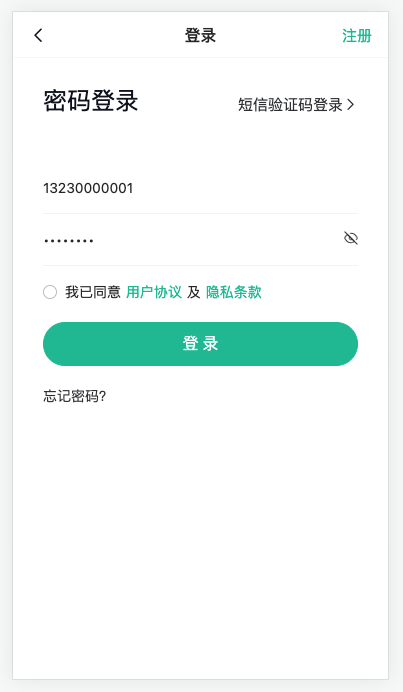 登录 注册
密码登录 短信验证码登录
13230000001
••••••••
我已同意 用户协议 及 隐私条款
登 录
忘记密码?